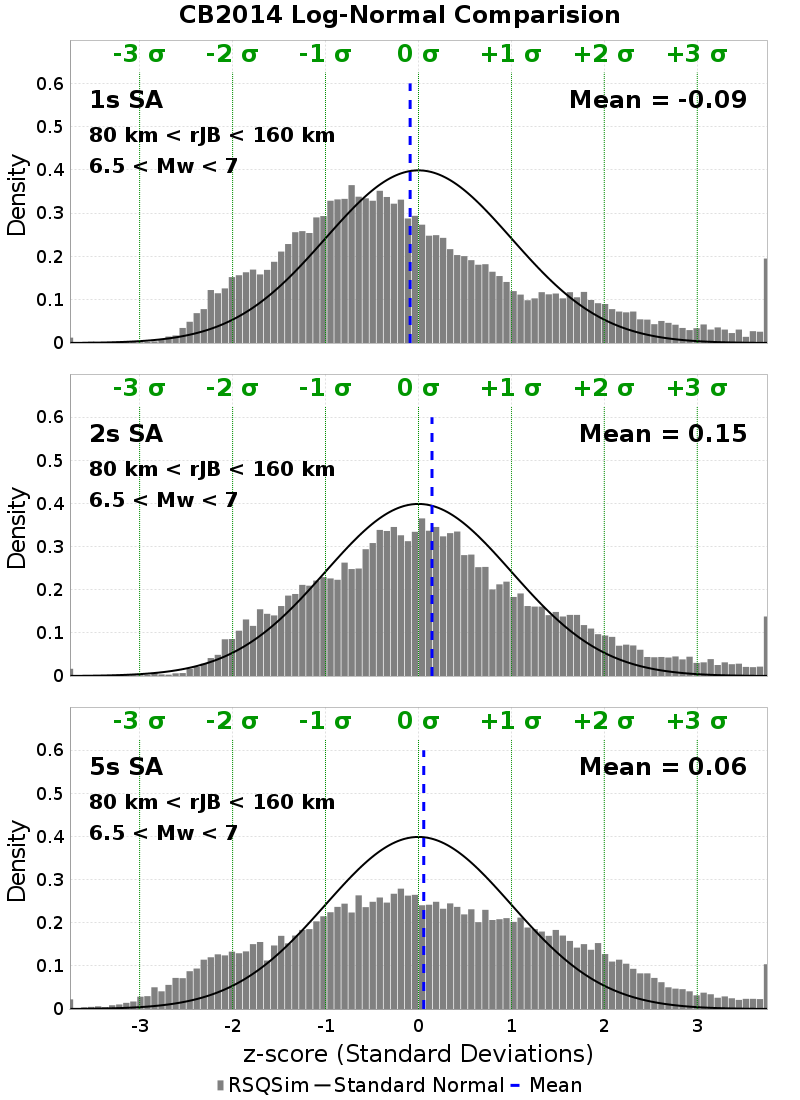 CB2014 Log-Normal Comparision
-3 σ -2 σ -1 σ 0 σ +1 σ +2 σ +3 σ
0.6
1s SA Mean = -0.09
0.5
80 km < rJB < 160 km
6.5 < Mw < 7
0.4
0.3
0.2
0.1
0
Density
-3 σ -2 σ -1 σ 0 σ +1 σ +2 σ +3 σ
0.6
2s SA Mean = 0.15
0.5
80 km < rJB < 160 km
6.5 < Mw < 7
0.4
0.3
0.2
0.1
0
Density
-3 σ -2 σ -1 σ 0 σ +1 σ +2 σ +3 σ
0.6
5s SA Mean = 0.06
0.5
80 km < rJB < 160 km
6.5 < Mw < 7
0.4
0.3
0.2
0.1
0
Density
-3 -2 -1 0 1 2 3
z-score (Standard Deviations)
RSQSim Standard Normal Mean